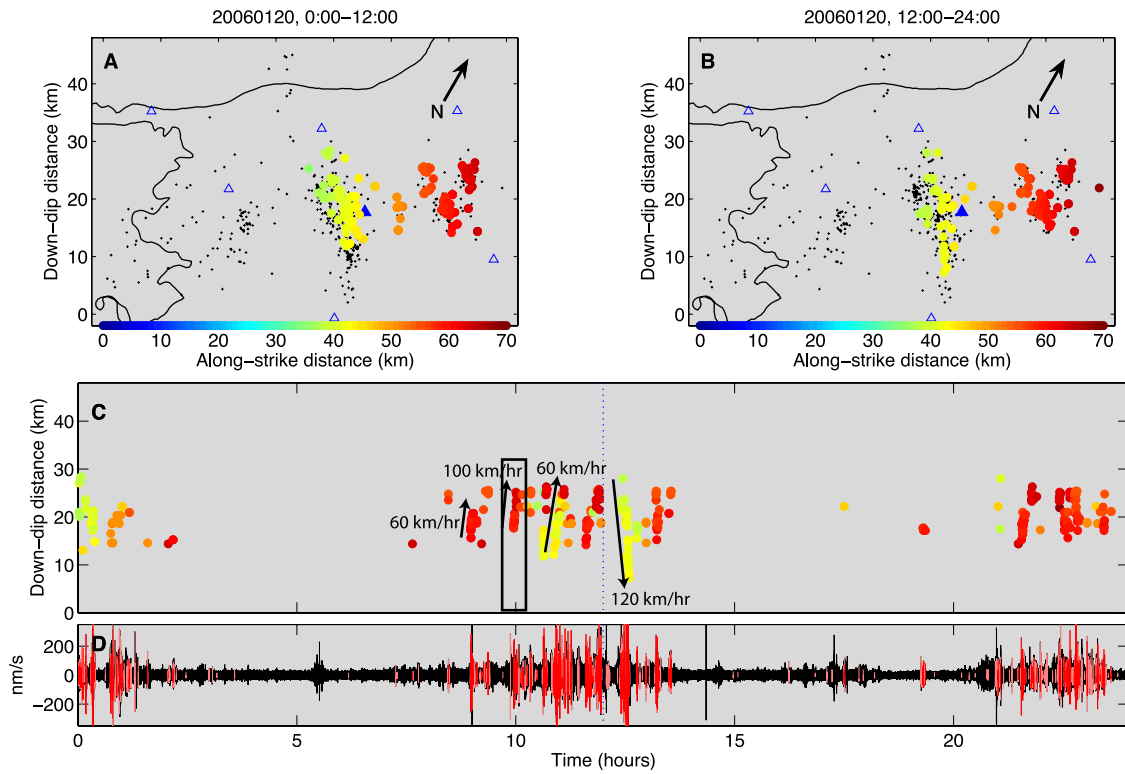 20060120, 0:00−12:00
20060120, 12:00−24:00
A
B
N
N
Down−dip distance (km)
40
30
20
10
0
Down−dip distance (km)
40
30
20
10
0
0 10 20 30 40 50 60 70
0 10 20 30 40 50 60 70
Along−strike distance (km)
Along−strike distance (km)
C
Down−dip distance (km)
40
30
20
10
0
100 km/hr
60 km/hr
60 km/hr
120 km/hr
D
nm/s
200
0
−200
0 5 10 15 20
Time (hours)